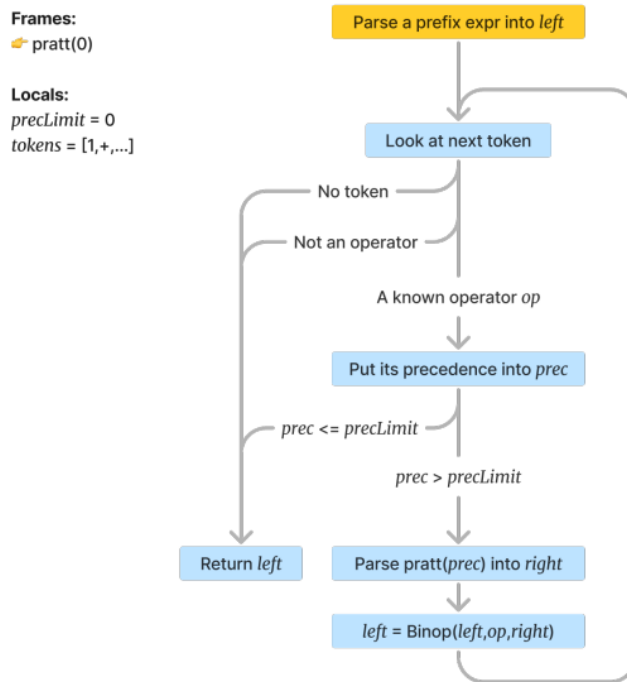 Frames:
👉 pratt(0)
Locals:
precLimit = 0
tokens = [1,+,...]
Parse a prefix expr into left
Look at next token
No token
Not an operator
A known operator op
Put its precedence into prec
prec <= precLimit
prec > precLimit
Return left
Parse pratt(prec) into right
left = Binop(left,op,right)